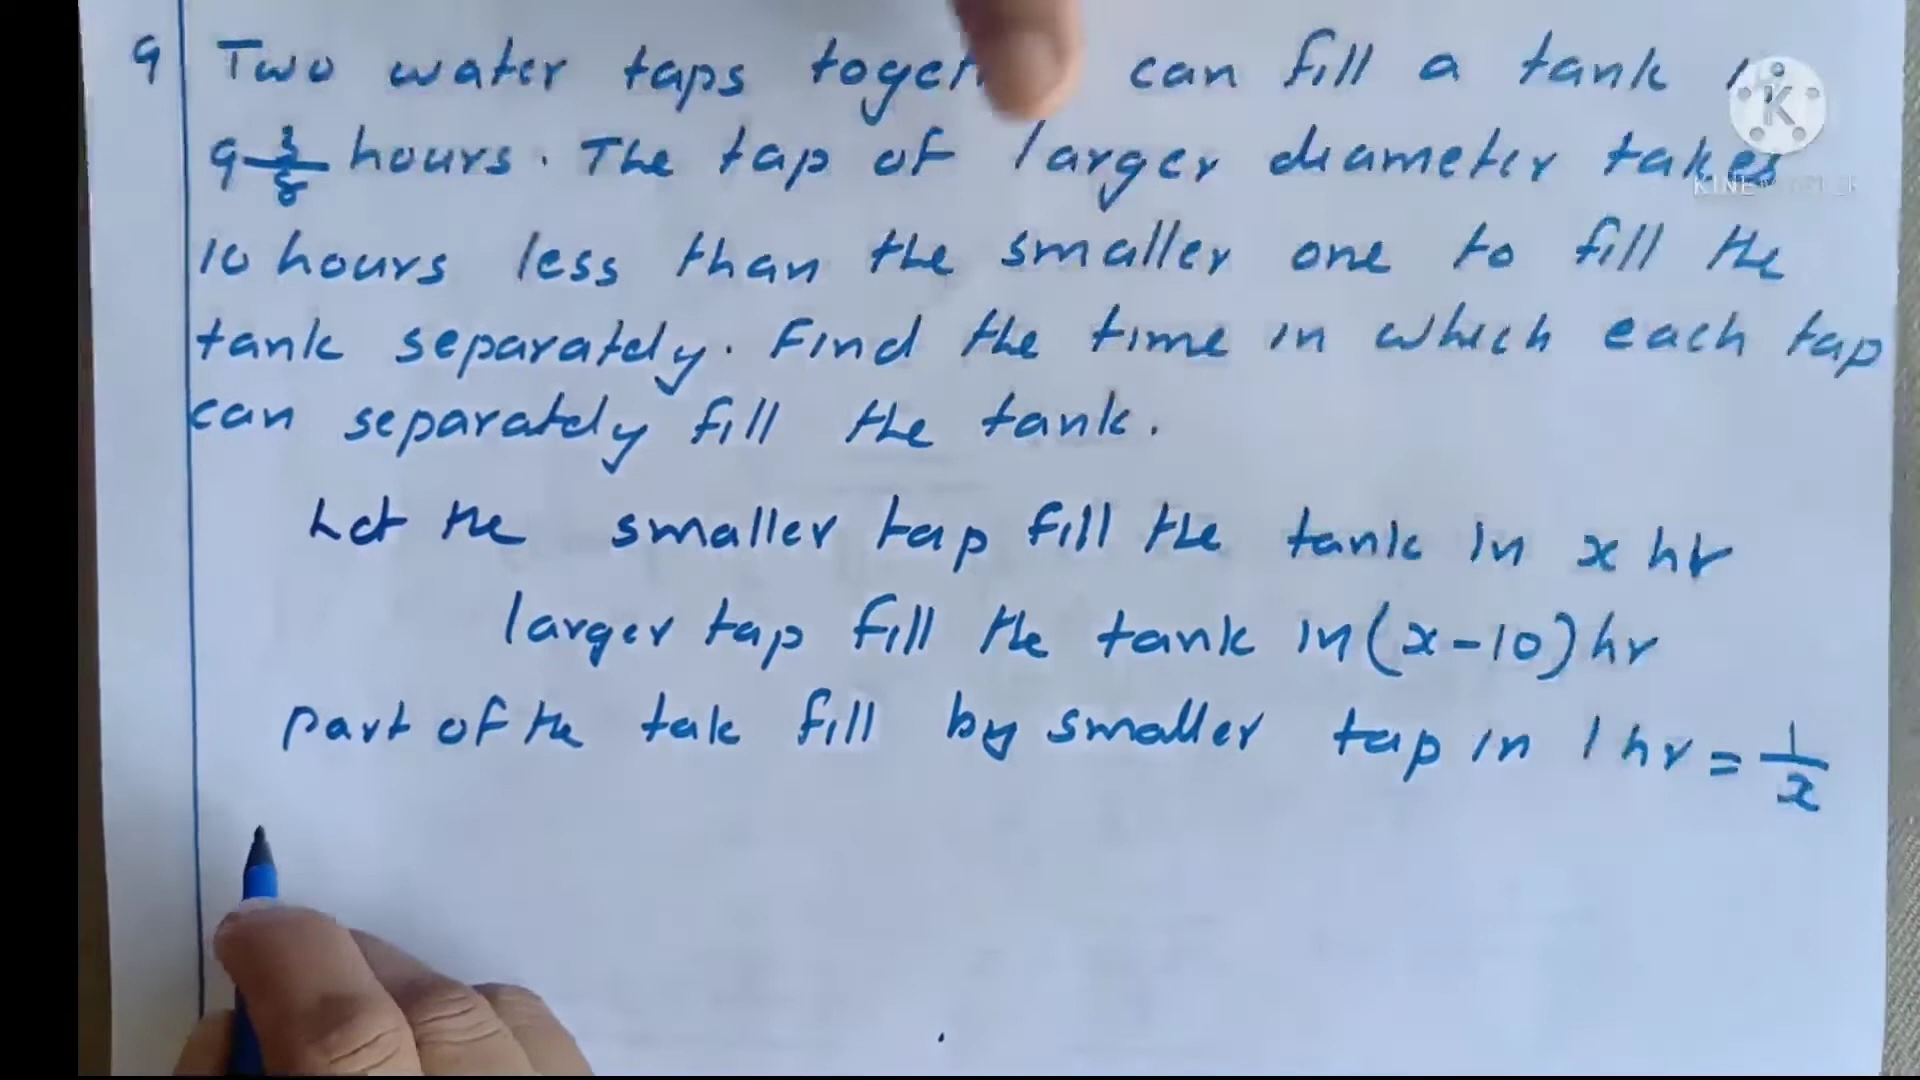 9 Two water taps toget can fill a tank
9 3/8 hours. The tap of larger diameter takes
10 hours less than the smaller one to fill the
tank separately. Find the time in which each tap
can separately fill the tank.
Let the smaller tap fill the tank in x hr
larger tap fill the tank in (x-10) hr
part of the tak fill by smaller tap in 1 hr = 1/x
K